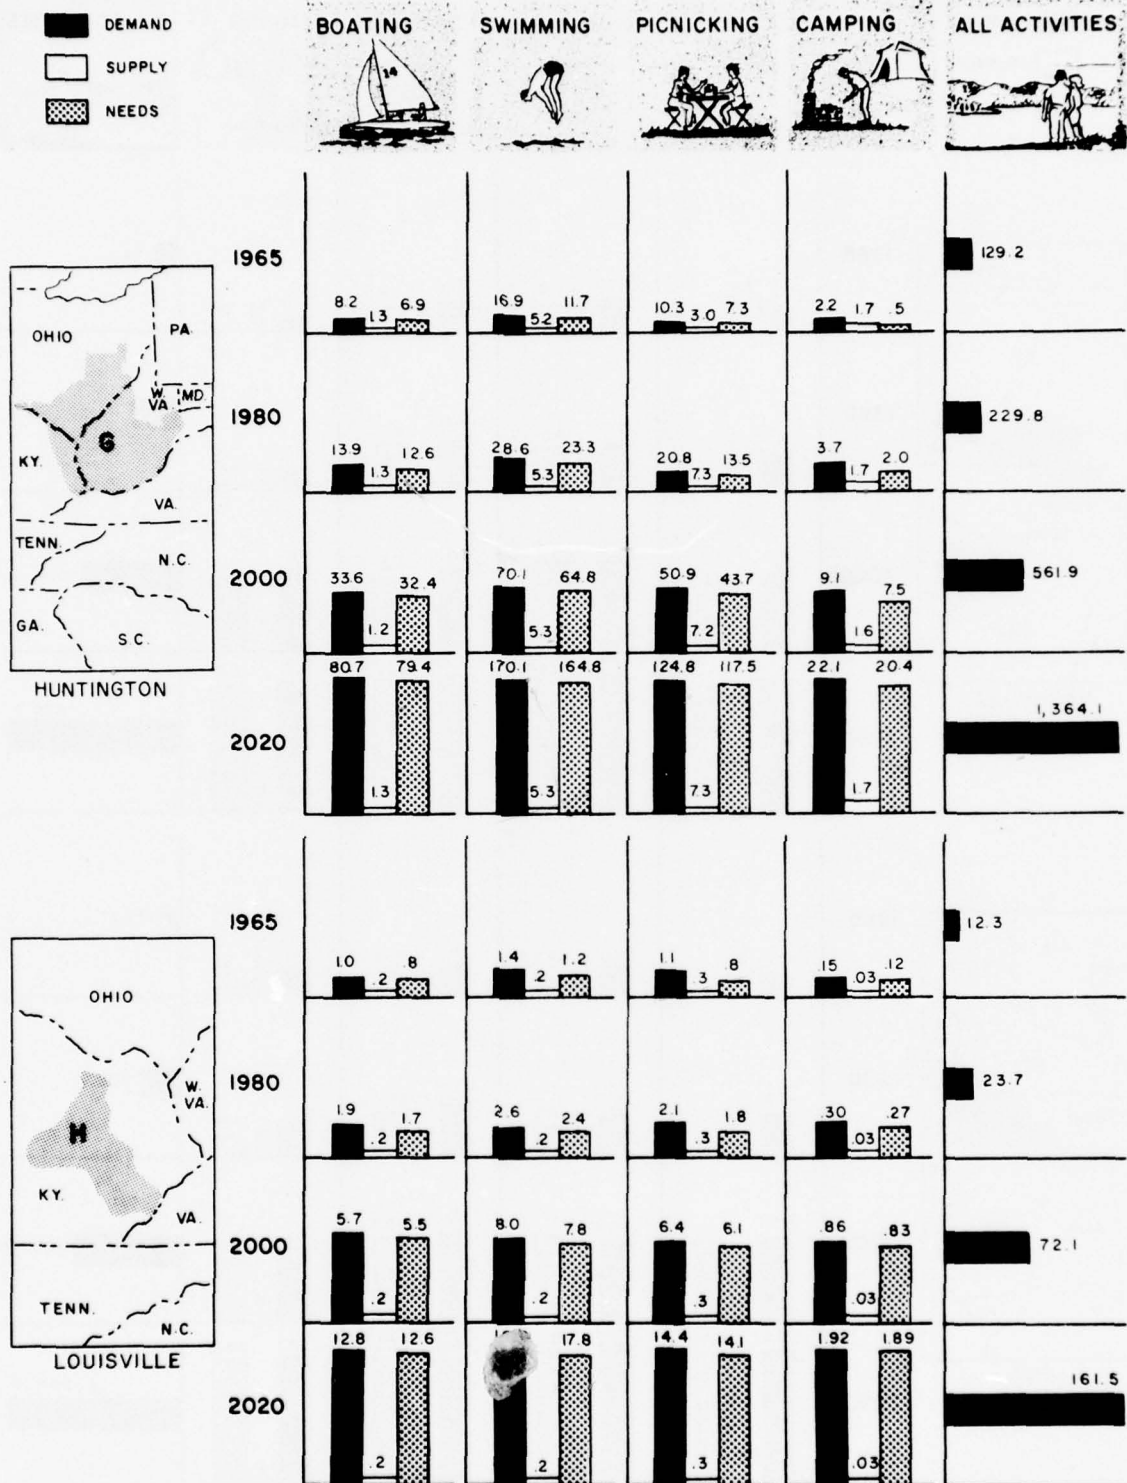 DEMAND
SUPPLY
NEEDS
BOATING SWIMMING PICNICKING CAMPING ALL ACTIVITIES
14
1965
129.2
8.2 1.3 6.9 16.9 5.2 11.7 10.3 3.0 7.3 2.2 1.7 .5
OHIO PA.
W. VA. MD.
G
KY.
VA.
TENN.
N.C.
GA.
S.C.
HUNTINGTON
1980
229.8
13.9 1.3 12.6 28.6 5.3 23.3 20.8 7.3 13.5 3.7 1.7 2.0
2000
561.9
33.6 1.2 32.4 70.1 5.3 64.8 50.9 7.2 43.7 9.1 1.6 7.5
2020
1,364.1
80.7 1.3 79.4 170.1 5.3 164.8 124.8 7.3 117.5 22.1 1.7 20.4
1965
12.3
1.0 .2 .8 1.4 .2 1.2 1.1 .3 .8 .15 .03 .12
OHIO
W. VA.
H
KY.
VA.
TENN.
N.C.
LOUISVILLE
1980
23.7
1.9 .2 1.7 2.6 .2 2.4 2.1 .3 1.8 .30 .03 .27
2000
72.1
5.7 .2 5.5 8.0 .2 7.8 6.4 .3 6.1 .86 .03 .83
2020
161.5
12.8 .2 12.6 .2 17.8 14.4 .3 14.1 1.92 .03 1.89